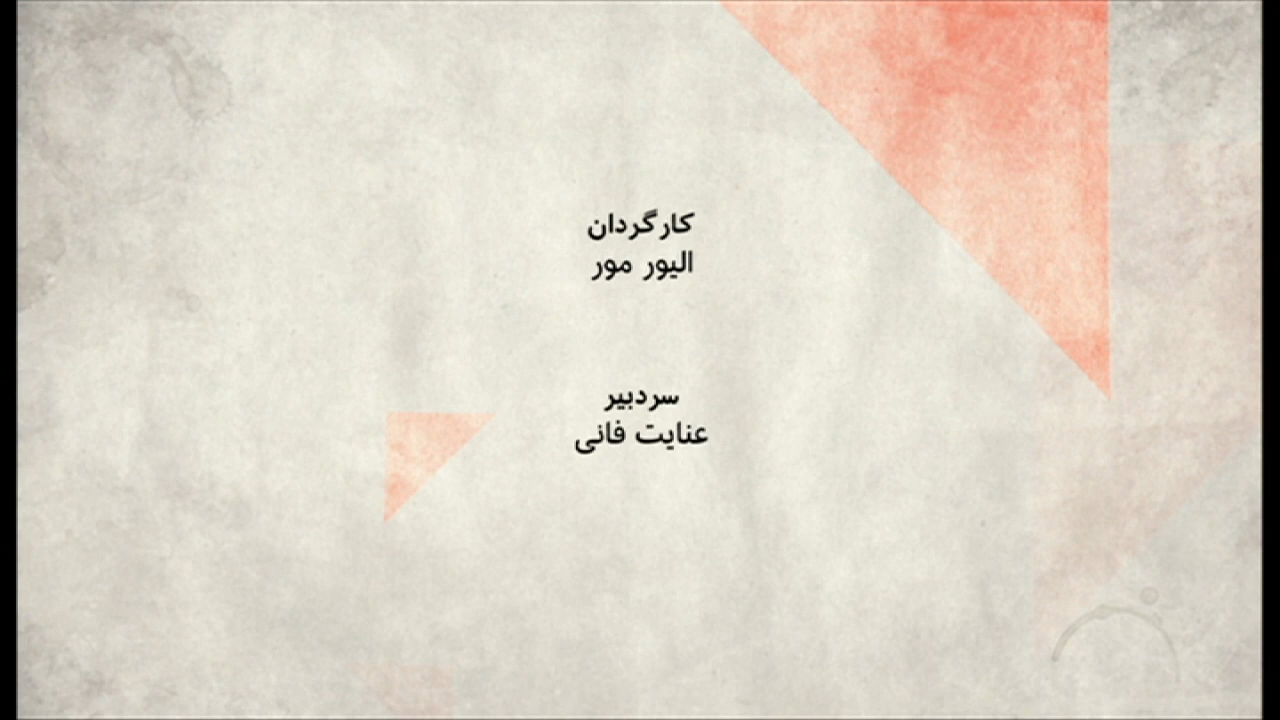 کارگردان
الیور مور
سردبیر
عنایت فانی